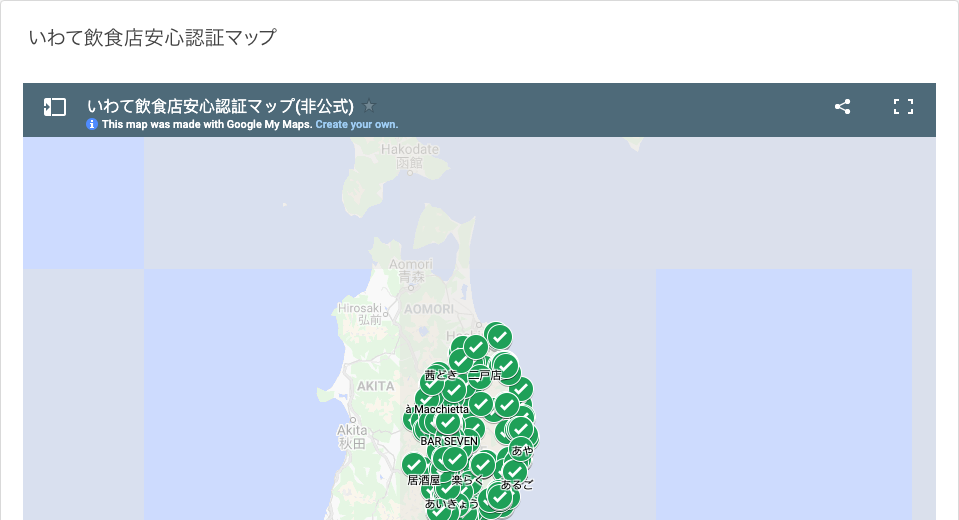 いわて飲食店安心認証マップ
いわて飲食店安心認証マップ(非公式)
This map was made with Google My Maps. Create your own.
Hakodate
函館
Aomori
青森
Hirosaki
弘前
AOMORI
茜どき
二戸店
AKITA
à Macchietta
Akita
秋田
BAR SEVEN
あや
居酒屋
楽らく
あるご
あいきょう